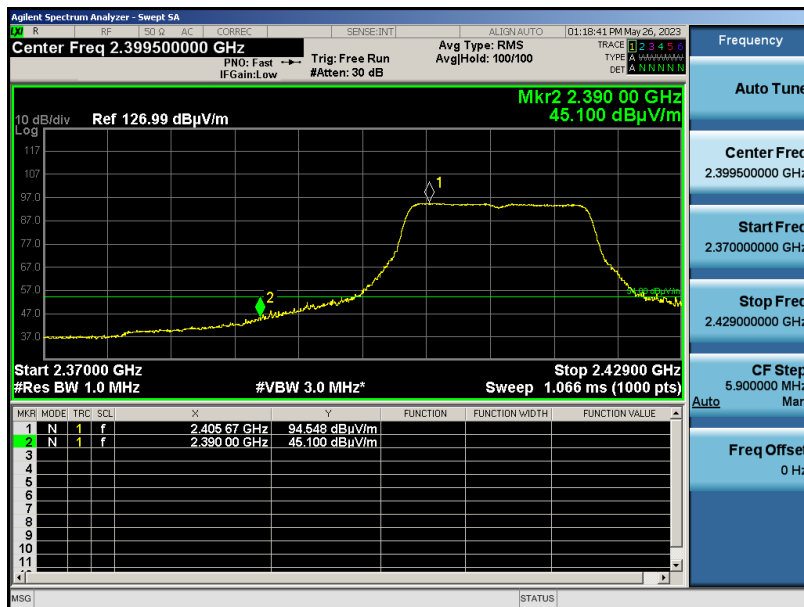 Agilent Spectrum Analyzer - Swept SA
LXI R RF 50 Ω AC CORREC SENSE:INT ALIGN AUTO 01:18:41 PM May 26, 2023
Center Freq 2.399500000 GHz
PNO: Fast
IFGain:Low
Trig: Free Run
#Atten: 30 dB
Avg Type: RMS
Avg|Hold: 100/100
TRACE 1 2 3 4 5 6
TYPE A WWWWW
DET A N N N N N
Mkr2 2.390 00 GHz
45.100 dBµV/m
10 dB/div Ref 126.99 dBµV/m
Log
117
107
97.0
87.0
77.0
67.0
57.0
47.0
37.0
1
2
54.00 dBµV/m
Start 2.37000 GHz Stop 2.42900 GHz
#Res BW 1.0 MHz #VBW 3.0 MHz* Sweep 1.066 ms (1000 pts)
MKR MODE TRC SCL X Y FUNCTION FUNCTION WIDTH FUNCTION VALUE
1 N 1 f 2.405 67 GHz 94.548 dBµV/m
2 N 1 f 2.390 00 GHz 45.100 dBµV/m
3
4
5
6
7
8
9
10
11
MSG STATUS
Frequency
Auto Tune
Center Freq
2.399500000 GHz
Start Freq
2.370000000 GHz
Stop Freq
2.429000000 GHz
CF Step
5.900000 MHz
Auto Man
Freq Offset
0 Hz